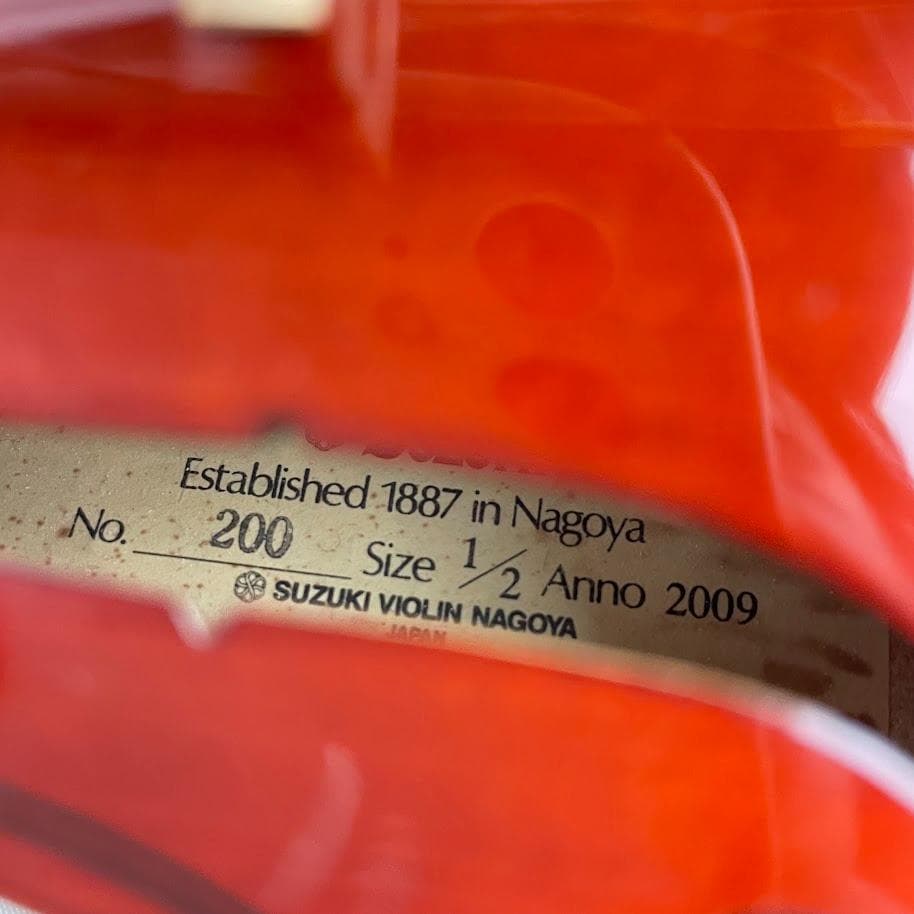 Established 1887 in Nagoya
No. 200 Size 1/2 Anno 2009
SUZUKI VIOLIN NAGOYA
JAPAN